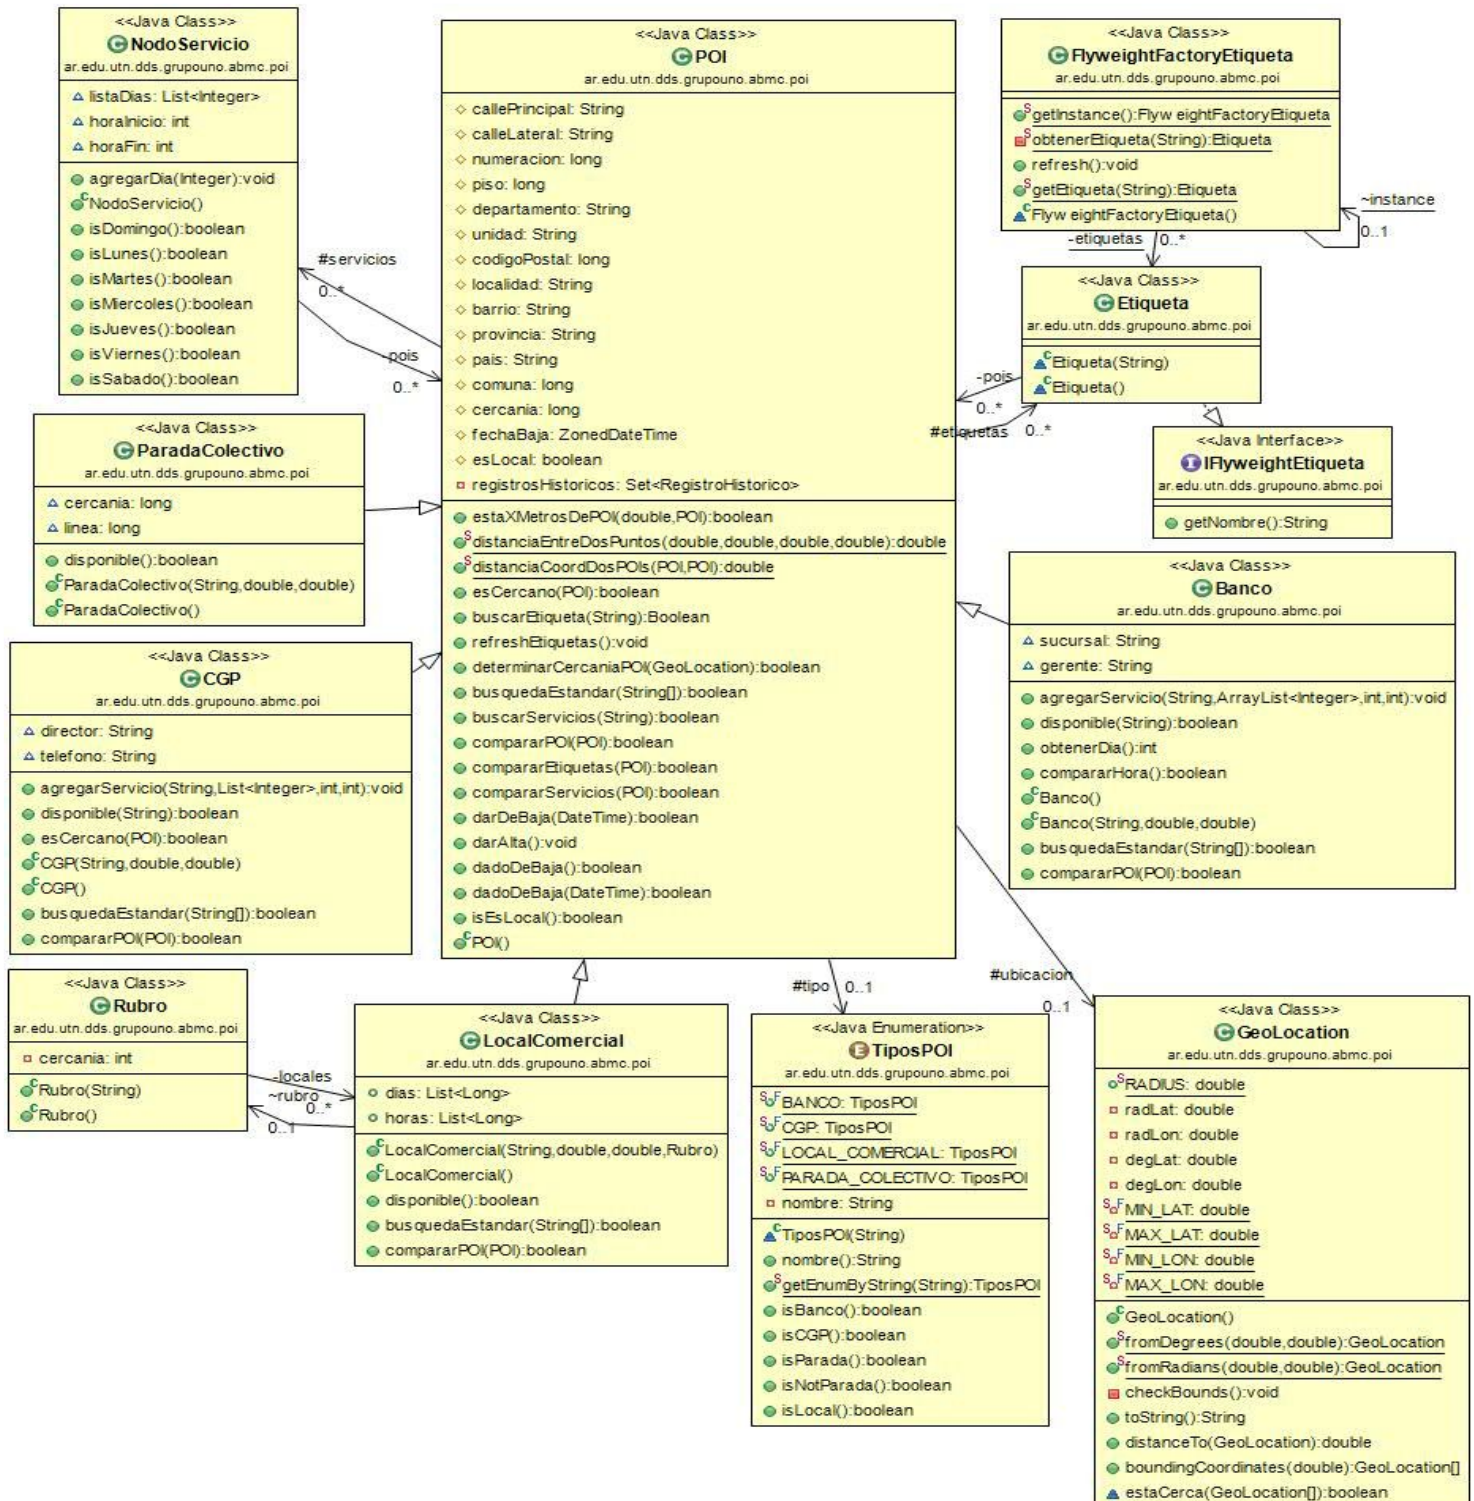 <<Java Class>>
NodoServicio
ar.edu.utn.dds.grupouno.abmc.poi
listaDias: List<Integer>
horaInicio: int
horaFin: int
agregarDia(Integer):void
NodoServicio()
isDomingo():boolean
isLunes():boolean
isMartes():boolean
isMiercoles():boolean
isJueves():boolean
isViernes():boolean
isSabado():boolean
#servicios
0..*
-pois
0..*
<<Java Class>>
ParadaColectivo
ar.edu.utn.dds.grupouno.abmc.poi
cercania: long
linea: long
disponible():boolean
ParadaColectivo(String,double,double)
ParadaColectivo()
<<Java Class>>
CGP
ar.edu.utn.dds.grupouno.abmc.poi
director: String
telefono: String
agregarServicio(String,List<Integer>,int,int):void
disponible(String):boolean
esCercano(POI):boolean
CGP(String,double,double)
CGP()
busquedaEstandar(String[]):boolean
compararPOI(POI):boolean
<<Java Class>>
Rubro
ar.edu.utn.dds.grupouno.abmc.poi
cercania: int
Rubro(String)
Rubro()
-locales
~rubro
0..*
0..1
<<Java Class>>
POI
ar.edu.utn.dds.grupouno.abmc.poi
callePrincipal: String
calleLateral: String
numeracion: long
piso: long
departamento: String
unidad: String
codigoPostal: long
localidad: String
barrio: String
provincia: String
pais: String
comuna: long
cercania: long
fechaBaja: ZonedDateTime
esLocal: boolean
registrosHistoricos: Set<RegistroHistorico>
estaXMetrosDePOI(double,POI):boolean
S distanciaEntreDosPuntos(double,double,double,double):double
S distanciaCoordDosPOIs(POI,POI):double
esCercano(POI):boolean
buscarEtiqueta(String):Boolean
refreshEtiquetas():void
determinarCercaniaPOI(GeoLocation):boolean
busquedaEstandar(String[]):boolean
buscarServicios(String):boolean
compararPOI(POI):boolean
compararEtiquetas(POI):boolean
compararServicios(POI):boolean
darDeBaja(DateTime):boolean
darAlta():void
dadoDeBaja():boolean
dadoDeBaja(DateTime):boolean
isEsLocal():boolean
POI()
<<Java Class>>
LocalComercial
ar.edu.utn.dds.grupouno.abmc.poi
dias: List<Long>
horas: List<Long>
LocalComercial(String,double,double,Rubro)
LocalComercial()
disponible():boolean
busquedaEstandar(String[]):boolean
compararPOI(POI):boolean
#tipo 0..1
<<Java Enumeration>>
TiposPOI
ar.edu.utn.dds.grupouno.abmc.poi
BANCO: TiposPOI
CGP: TiposPOI
LOCAL_COMERCIAL: TiposPOI
PARADA_COLECTIVO: TiposPOI
nombre: String
TiposPOI(String)
nombre():String
getEnumByString(String):TiposPOI
isBanco():boolean
isCGP():boolean
isParada():boolean
isNotParada():boolean
isLocal():boolean
<<Java Class>>
FlyweightFactoryEtiqueta
ar.edu.utn.dds.grupouno.abmc.poi
getInstance():Flyw eightFactoryEtiqueta
obtenerEtiqueta(String):Etiqueta
refresh():void
getEtiqueta(String):Etiqueta
Flyw eightFactoryEtiqueta()
~instance
0..1
-etiquetas 0..*
<<Java Class>>
Etiqueta
ar.edu.utn.dds.grupouno.abmc.poi
Etiqueta(String)
Etiqueta()
-pois
0..*
#etiquetas 0..*
<<Java Interface>>
IFlyweightEtiqueta
ar.edu.utn.dds.grupouno.abmc.poi
getNombre():String
<<Java Class>>
Banco
ar.edu.utn.dds.grupouno.abmc.poi
sucursal: String
gerente: String
agregarServicio(String,ArrayList<Integer>,int,int):void
disponible(String):boolean
obtenerDia():int
compararHora():boolean
Banco()
Banco(String,double,double)
busquedaEstandar(String[]):boolean
compararPOI(POI):boolean
#ubicacion
0..1
<<Java Class>>
GeoLocation
ar.edu.utn.dds.grupouno.abmc.poi
RADIUS: double
radLat: double
radLon: double
degLat: double
degLon: double
MIN_LAT: double
MAX_LAT: double
MIN_LON: double
MAX_LON: double
GeoLocation()
fromDegrees(double,double):GeoLocation
fromRadians(double,double):GeoLocation
checkBounds():void
toString():String
distanceTo(GeoLocation):double
boundingCoordinates(double):GeoLocation[]
estaCerca(GeoLocation[]):boolean